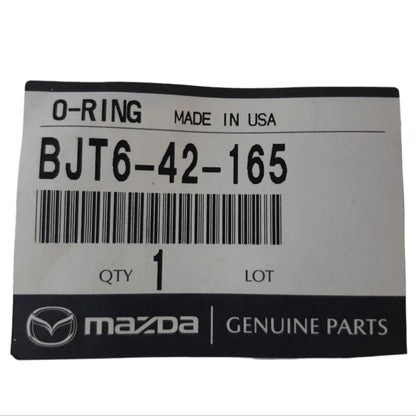 O-RING MADE IN USA
BJT6-42-165
QTY 1 LOT
mazda GENUINE PARTS